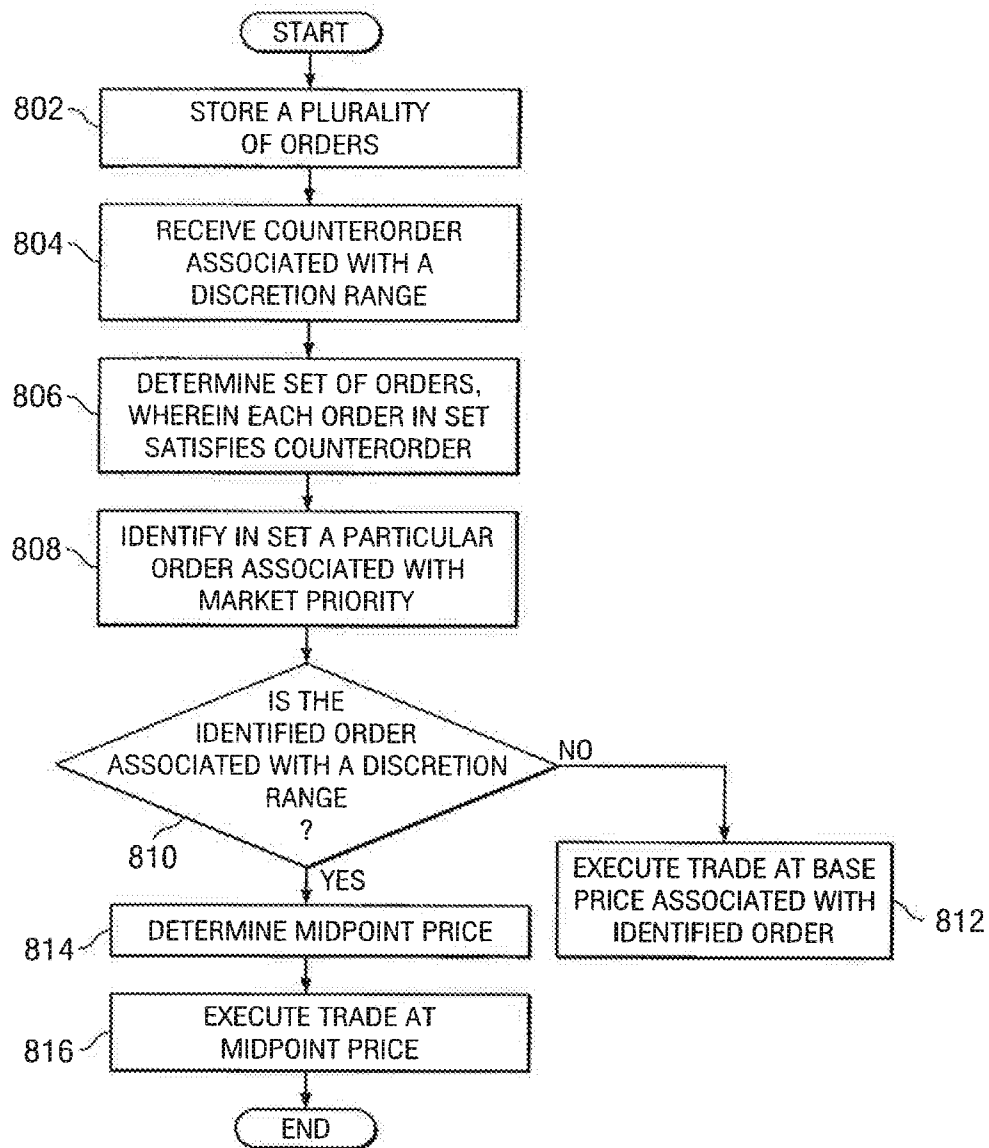 START
802
STORE A PLURALITY
OF ORDERS
804
RECEIVE COUNTERORDER
ASSOCIATED WITH A
DISCRETION RANGE
806
DETERMINE SET OF ORDERS,
WHEREIN EACH ORDER IN SET
SATISFIES COUNTERORDER
808
IDENTIFY IN SET A PARTICULAR
ORDER ASSOCIATED WITH
MARKET PRIORITY
IS THE
IDENTIFIED ORDER
ASSOCIATED WITH A DISCRETION
RANGE
?
810
NO
YES
EXECUTE TRADE AT BASE
PRICE ASSOCIATED WITH
IDENTIFIED ORDER
812
814
DETERMINE MIDPOINT PRICE
816
EXECUTE TRADE AT
MIDPOINT PRICE
END